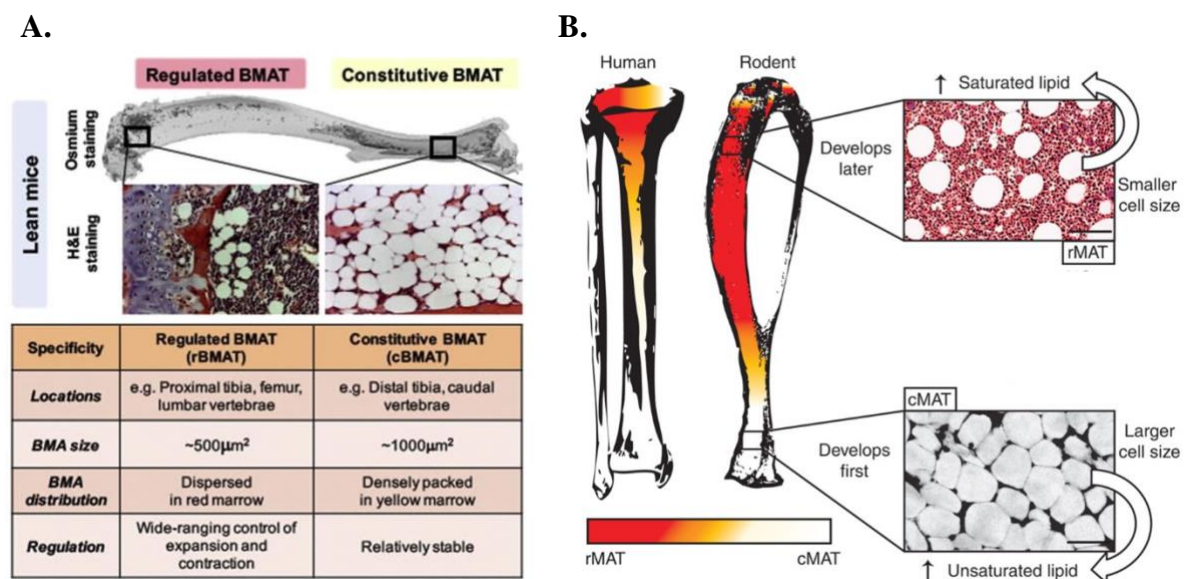 A.
Regulated BMAT
Constitutive BMAT
Lean mice
Osmium
staining
H&E
staining
Specificity
Regulated BMAT
(rBMAT)
Constitutive BMAT
(cBMAT)
Locations
e.g. Proximal tibia, femur,
lumbar vertebrae
e.g. Distal tibia, caudal
vertebrae
BMA size
~500µm²
~1000µm²
BMA
distribution
Dispersed
in red marrow
Densely packed
in yellow marrow
Regulation
Wide-ranging control of
expansion and
contraction
Relatively stable
B.
Human
Rodent
↑ Saturated lipid
Develops
later
Smaller
cell size
rMAT
cMAT
Develops
first
Larger
cell size
↑ Unsaturated lipid
rMAT
cMAT